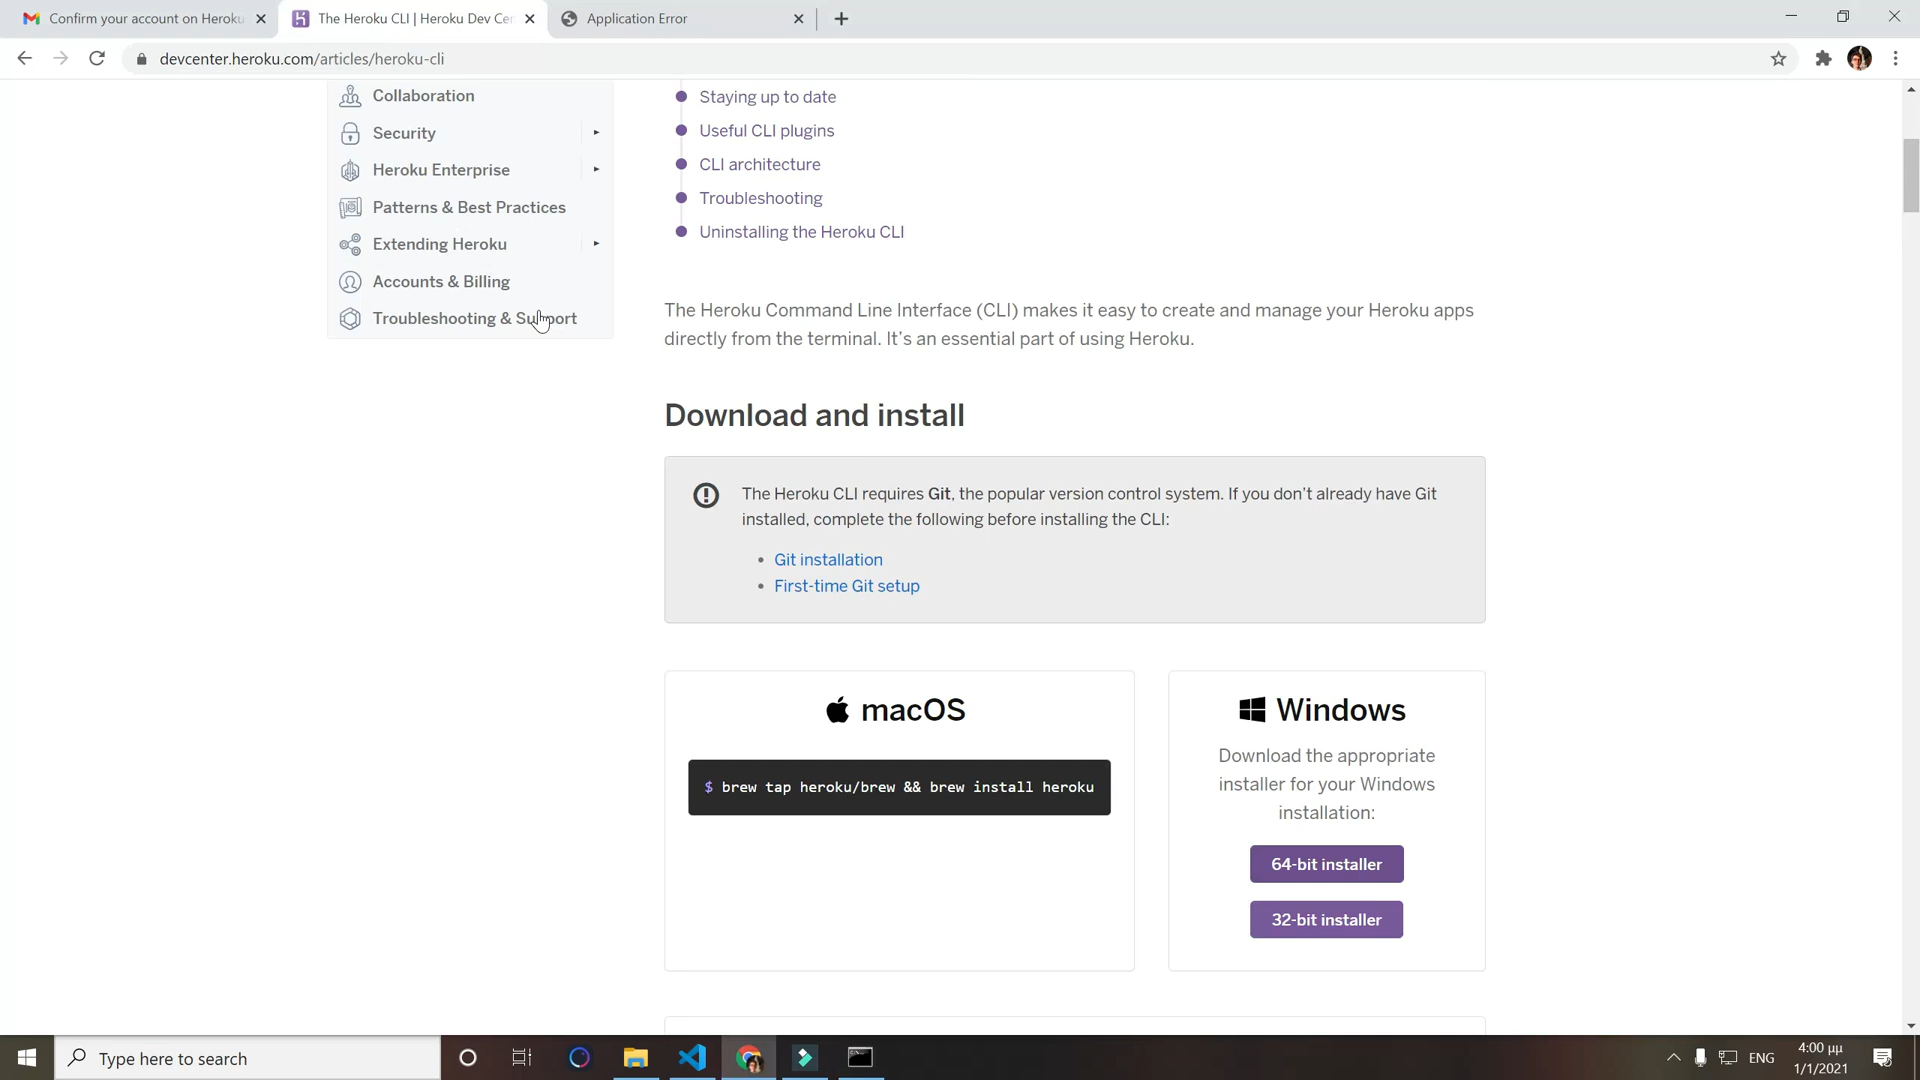 Confirm your account on Heroku
The Heroku CLI | Heroku Dev Cen
Application Error
devcenter.heroku.com/articles/heroku-cli
Collaboration
Security
Heroku Enterprise
Patterns & Best Practices
Extending Heroku
Accounts & Billing
Troubleshooting & Support
Staying up to date
Useful CLI plugins
CLI architecture
Troubleshooting
Uninstalling the Heroku CLI
The Heroku Command Line Interface (CLI) makes it easy to create and manage your Heroku apps
directly from the terminal. It’s an essential part of using Heroku.
Download and install
The Heroku CLI requires Git, the popular version control system. If you don’t already have Git
installed, complete the following before installing the CLI:
• Git installation
• First-time Git setup
macOS
$ brew tap heroku/brew && brew install heroku
Windows
Download the appropriate
installer for your Windows
installation:
64-bit installer
32-bit installer
Type here to search
ENG
4:00 μμ
1/1/2021